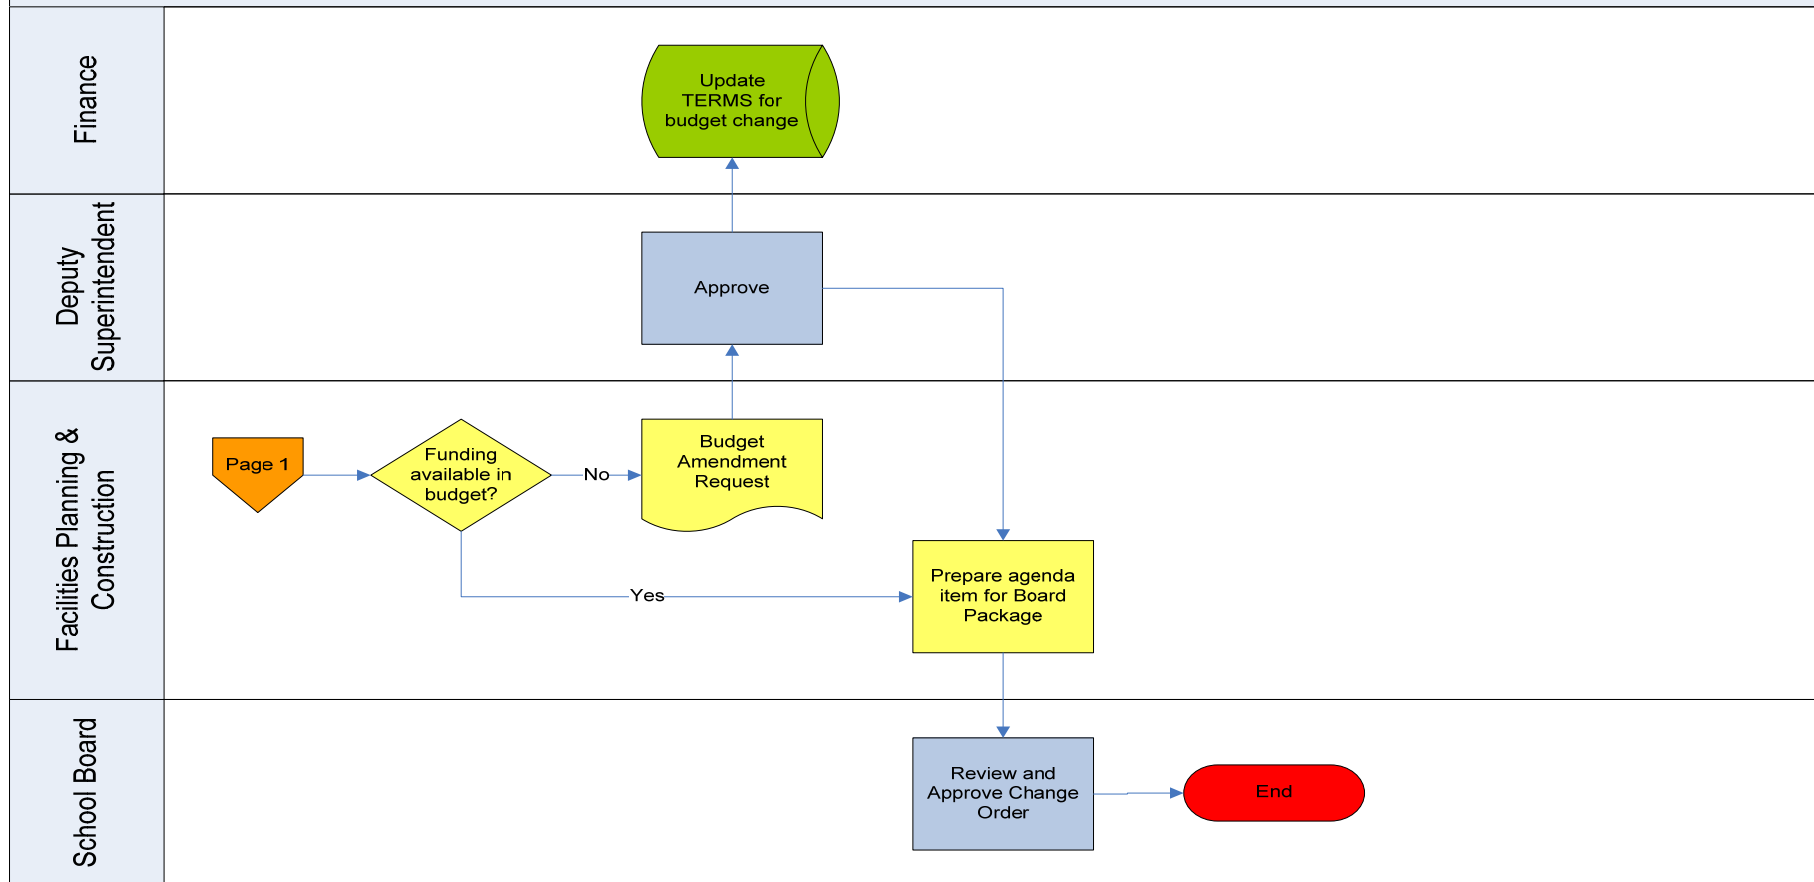 Finance
Update
TERMS for
budget change
Deputy
Superintendent
Approve
Facilities Planning &
Construction
Page 1
Funding
available in
budget?
No
Budget
Amendment
Request
Yes
Prepare agenda
item for Board
Package
School Board
Review and
Approve Change
Order
End